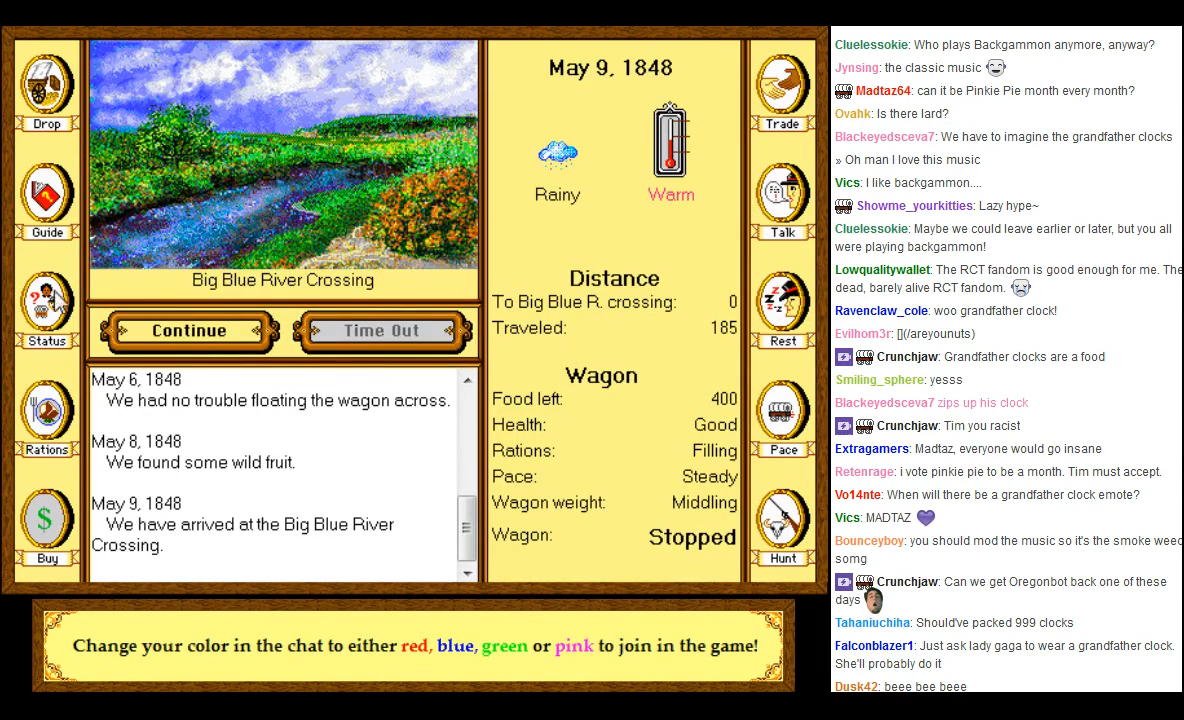 Drop
Guide
Status
Rations
$
Buy
Big Blue River Crossing
Continue
Time Out
May 6, 1848
We had no trouble floating the wagon across.
May 8, 1848
We found some wild fruit.
May 9, 1848
We have arrived at the Big Blue River
Crossing.
May 9, 1848
Rainy
Warm
Distance
To Big Blue R. crossing: 0
Traveled: 185
Wagon
Food left: 400
Health: Good
Rations: Filling
Pace: Steady
Wagon weight: Middling
Wagon: Stopped
Trade
Talk
Rest
Pace
Hunt
Change your color in the chat to either red, blue, green or pink to join in the game!
Cluelessokie: Who plays Backgammon anymore, anyway?
Jynsing: the classic music
Madtaz64: can it be Pinkie Pie month every month?
Ovahk: Is there lard?
Blackeyedsceva7: We have to imagine the grandfather clocks
» Oh man I love this music
Vics: I like backgammon....
Showme_yourkitties: Lazy hype~
Cluelessokie: Maybe we could leave earlier or later, but you all
were playing backgammon!
Lowqualitywallet: The RCT fandom is good enough for me. The
dead, barely alive RCT fandom.
Ravenclaw_cole: woo grandfather clock!
Evilhom3r: [](/areyounuts)
Crunchjaw: Grandfather clocks are a food
Smiling_sphere: yesss
Blackeyedsceva7 zips up his clock
Crunchjaw: Tim you racist
Extragamers: Madtaz, everyone would go insane
Retenrage: i vote pinkie pie to be a month. Tim must accept.
Vo14nte: When will there be a grandfather clock emote?
Vics: MADTAZ
Bounceyboy: you should mod the music so it's the smoke weed
somg
Crunchjaw: Can we get Oregonbot back one of these
days
Tahaniuchiha: Should've packed 999 clocks
Falconblazer1: Just ask lady gaga to wear a grandfather clock.
She'll probably do it
Dusk42: beee bee beee